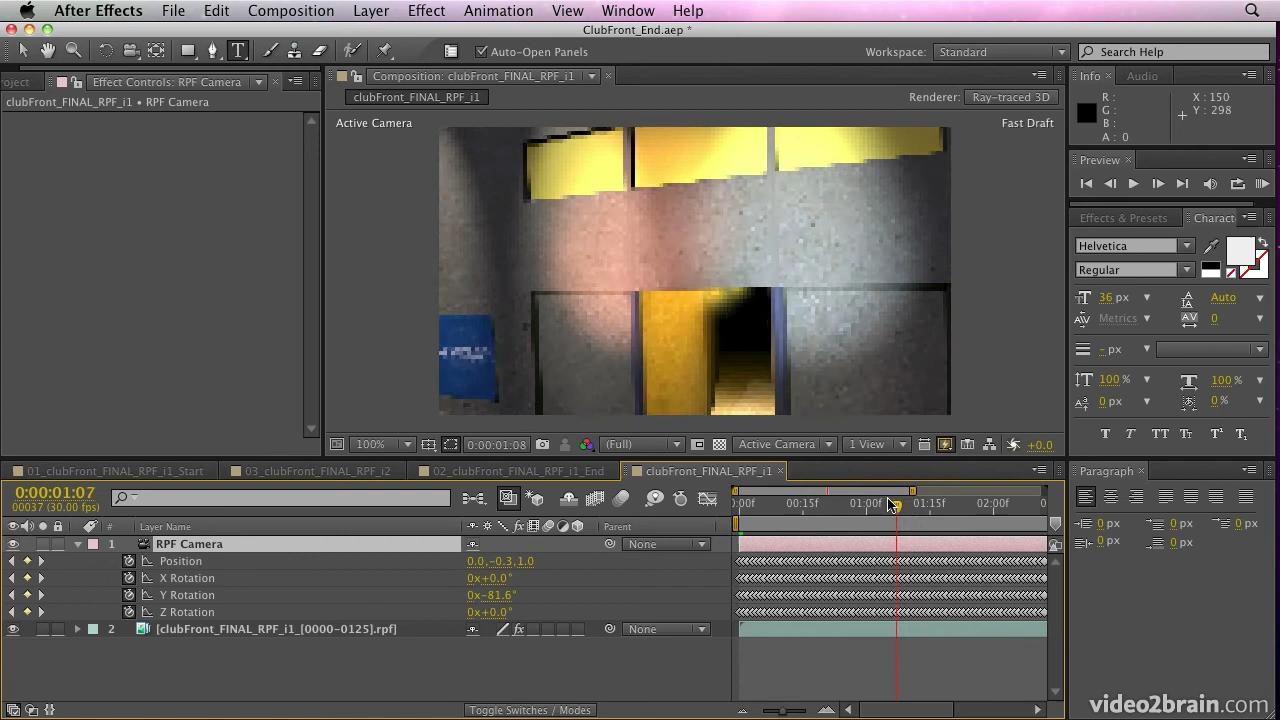 After Effects File Edit Composition Layer Effect Animation View Window Help
ClubFront_End.aep *
Auto-Open Panels
Workspace: Standard
Search Help
roject
Effect Controls: RPF Camera
Composition: clubFront_FINAL_RPF_i1
Info
Audio
clubFront_FINAL_RPF_i1 • RPF Camera
clubFront_FINAL_RPF_i1
Renderer: Ray-traced 3D
R :
G :
B :
A : 0
X : 150
Y : 298
Active Camera
Fast Draft
Preview
Effects & Presets
Charact
Helvetica
Regular
36 px
Auto
Metrics
0
- px
100 %
100 %
0 px
0 %
T T TT Tt T¹ T₁
100%
0:00:01:08
(Full)
Active Camera
1 View
+0.0
01_clubFront_FINAL_RPF_i1_Start
03_clubFront_FINAL_RPF_i2
02_clubFront_FINAL_RPF_i1_End
clubFront_FINAL_RPF_i1
Paragraph
0:00:01:07
00037 (30.00 fps)
):00f 00:15f 01:00f 01:15f 02:00f 0
# Layer Name
Parent
1 RPF Camera
None
Position
0.0,-0.3,1.0
X Rotation
0x+0.0°
Y Rotation
0x-81.6°
Z Rotation
0x+0.0°
2 [clubFront_FINAL_RPF_i1_[0000-0125].rpf]
None
0 px
0 px
0 px
0 px
0 px
Toggle Switches / Modes
video2brain.com